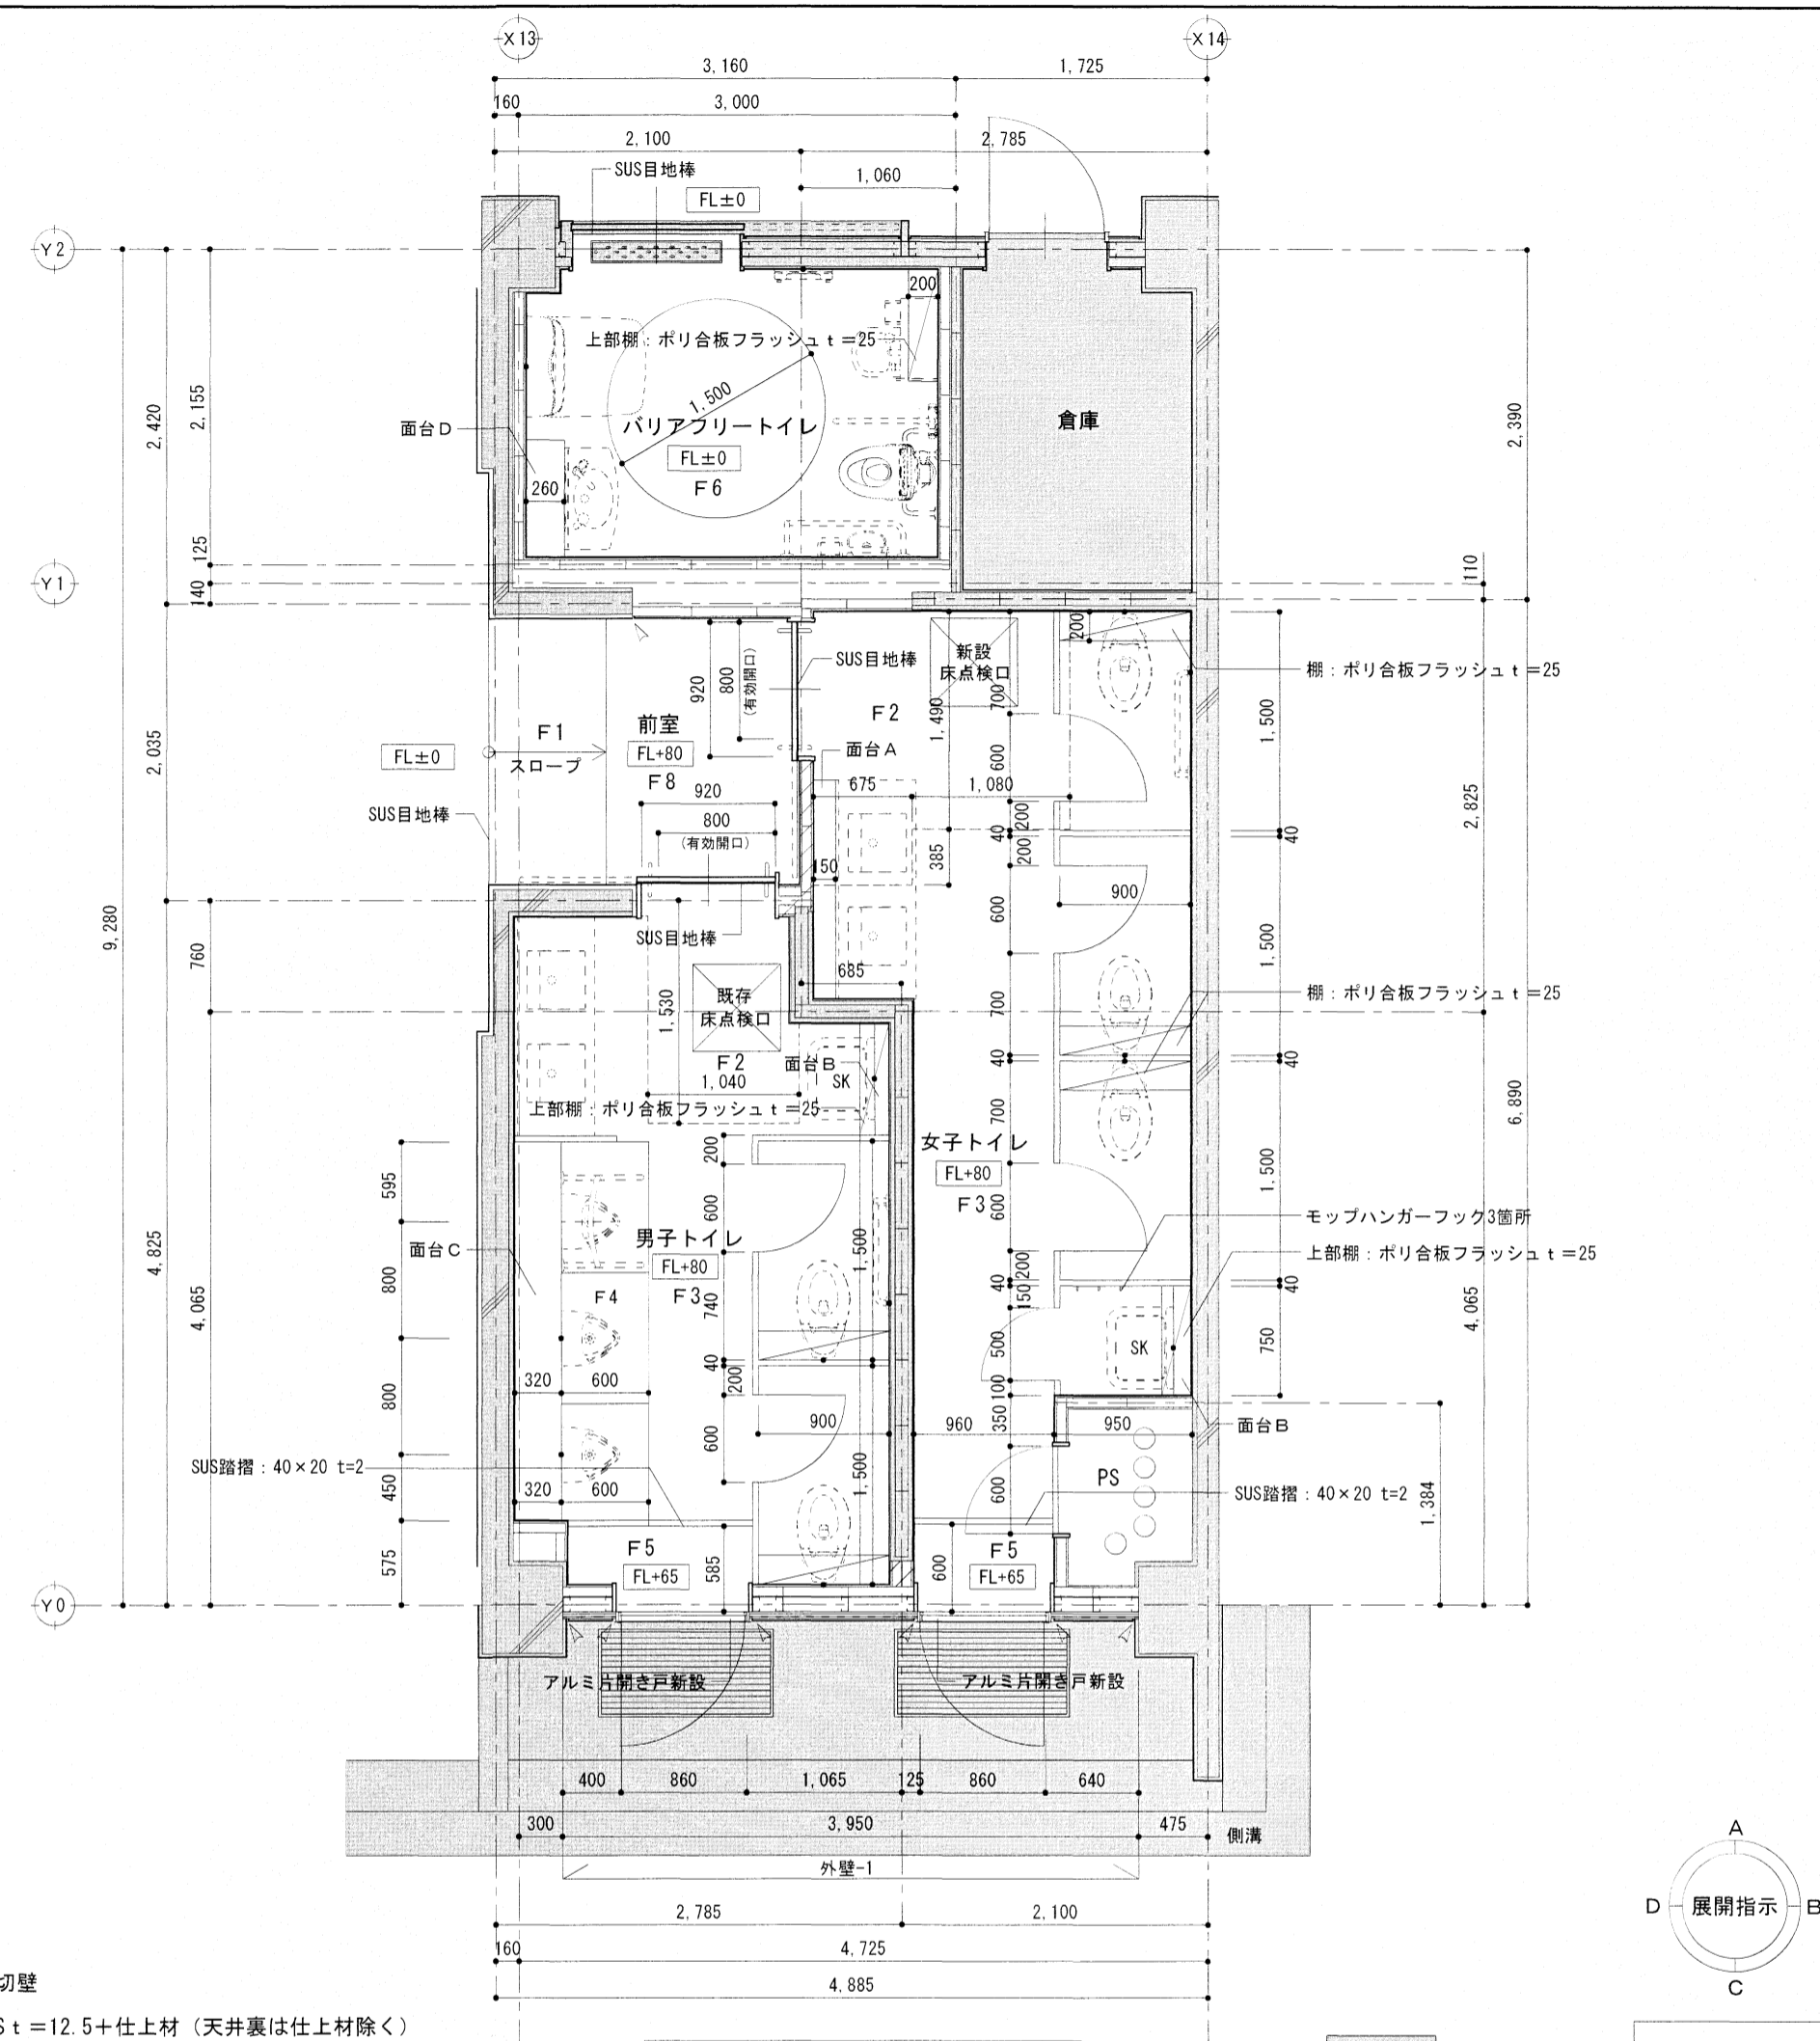 X13
X14
3,160
1,725
160
3,000
2,100
2,785
1,060
SUS目地棒
FL±0
Y2
200
上部棚：ポリ合板フラッシュｔ＝25
1,500
バリアフリートイレ
FL±0
F6
倉庫
面台D
260
2,420
2,155
2,390
125
140
Y1
110
200
新設
床点検口
SUS目地棒
棚：ポリ合板フラッシュｔ＝25
920
800
(有効開口)
F2
1,490
700
1,500
F1
スロープ
前室
FL+80
F8
FL±0
面台A
600
2,035
675
1,080
2,825
SUS目地棒
920
800
(有効開口)
200
40
200
40
385
150
900
9,280
600
1,500
760
SUS目地棒
685
既存
床点検口
1,530
700
棚：ポリ合板フラッシュｔ＝25
F2
面台B
SK
40
40
1,040
上部棚：ポリ合板フラッシュｔ＝25
700
6,890
女子トイレ
FL+80
F3
200
1,500
595
600
600
モップハンガーフック3箇所
男子トイレ
FL+80
F3
1,500
上部棚：ポリ合板フラッシュｔ＝25
4,825
面台C
800
F4
200
40
150
40
4,065
740
4,065
500
SK
750
40
200
320
600
100
800
900
350
960
950
面台B
600
SUS踏摺：40×20 t=2
450
320
600
1,500
600
PS
SUS踏摺：40×20 t=2
1,384
F5
FL+65
585
600
F5
FL+65
575
Y0
アルミ片開き戸新設
アルミ片開き戸新設
400
860
1,065
125
860
640
300
3,950
475
側溝
外壁-1
2,785
2,100
160
4,725
4,885
A
D
展開指示
B
C
切壁
S ｔ＝12.5＋仕上材（天井裏は仕上材除く）